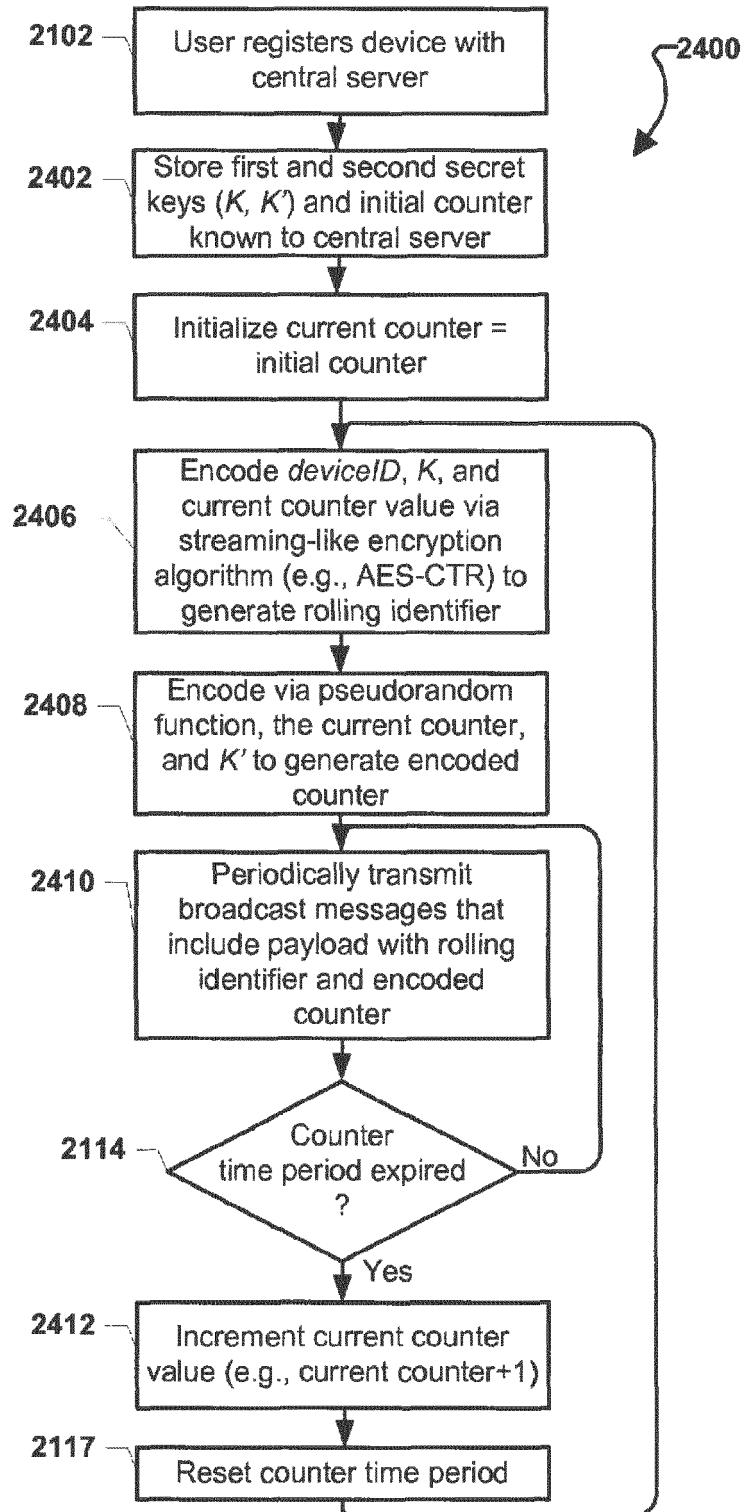 2102
User registers device with
central server
2400
2402
Store first and second secret
keys (K, K') and initial counter
known to central server
2404
Initialize current counter =
initial counter
2406
Encode deviceID, K, and
current counter value via
streaming-like encryption
algorithm (e.g., AES-CTR) to
generate rolling identifier
2408
Encode via pseudorandom
function, the current counter,
and K' to generate encoded
counter
2410
Periodically transmit
broadcast messages that
include payload with rolling
identifier and encoded
counter
2114
Counter
time period expired
?
No
Yes
2412
Increment current counter
value (e.g., current counter+1)
2117
Reset counter time period